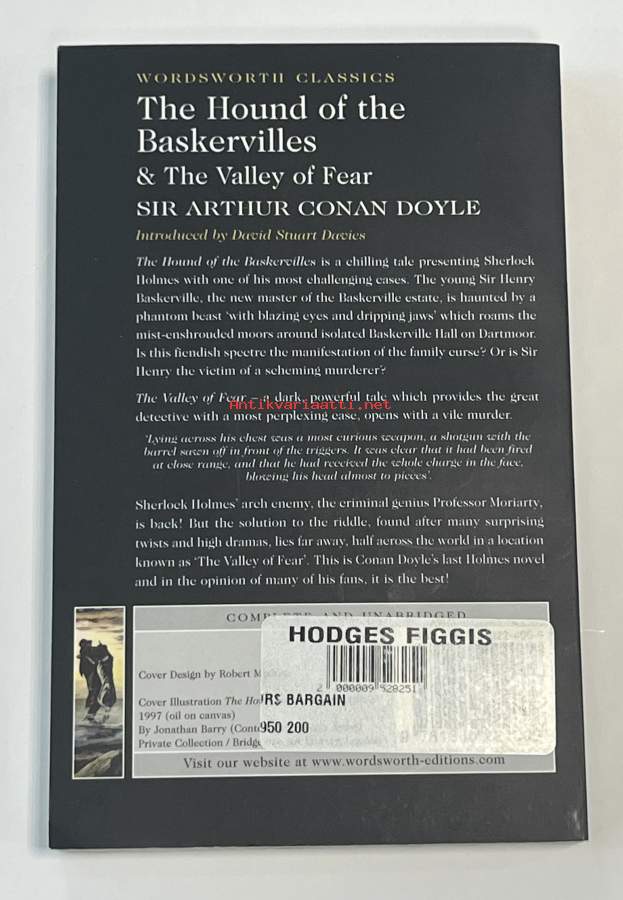 WORDSWORTH CLASSICS
The Hound of the
Baskervilles
& The Valley of Fear
SIR ARTHUR CONAN DOYLE
Introduced by David Stuart Davies
The Hound of the Baskervilles is a chilling tale presenting Sherlock
Holmes with one of his most challenging cases. The young Sir Henry
Baskerville, the new master of the Baskerville estate, is haunted by a
phantom beast 'with blazing eyes and dripping jaws' which roams the
mist-enshrouded moors around isolated Baskerville Hall on Dartmoor.
Is this fiendish spectre the manifestation of the family curse? Or is Sir
Henry the victim of a scheming murderer?
The Valley of Fear – a dark, powerful tale which provides the great
Antikvariaatti.net
detective with a most perplexing case, opens with a vile murder.
'Lying across his chest was a most curious weapon, a shotgun with the
barrel sawn off in front of the triggers. It was clear that it had been fired
at close range, and that he had received the whole charge in the face,
blowing his head almost to pieces'.
Sherlock Holmes' arch enemy, the criminal genius Professor Moriarty,
is back! But the solution to the riddle, found after many surprising
twists and high dramas, lies far away, half across the world in a location
known as 'The Valley of Fear'. This is Conan Doyle's last Holmes novel
and in the opinion of many of his fans, it is the best!
COMPLETE AND UNABRIDGED
HODGES FIGGIS
Cover Design by Robert
2 000009 528251
Cover Illustration The
BARGAIN
1997 (oil on canvas)
By Jonathan Barry
950 200
Private Collection /
Visit our website at www.wordsworth-editions.com